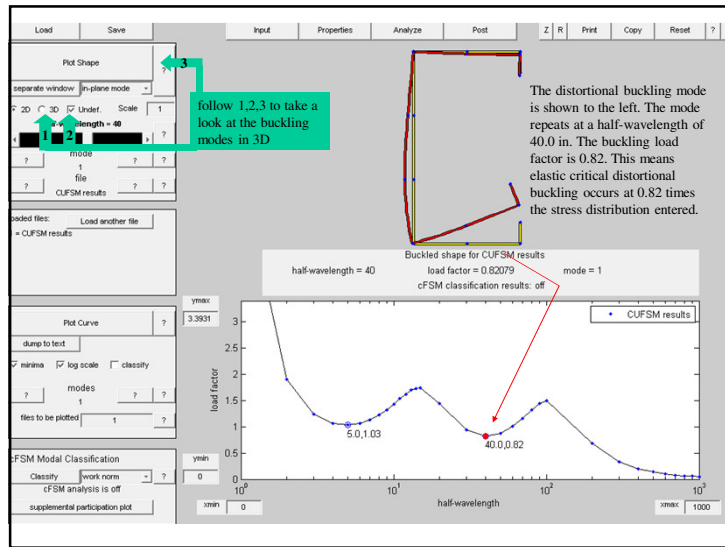 Load
Save
Input
Properties
Analyze
Post
Z
R
Print
Copy
Reset
?
Plot Shape
?
3
separate window
in-plane mode
2D
3D
Undef.
Scale
1
-wavelength = 40
1
2
?
mode
1
?
?
?
file
CUFSM results
?
?
follow 1,2,3 to take a
look at the buckling
modes in 3D
The distortional buckling mode
is shown to the left. The mode
repeats at a half-wavelength of
40.0 in. The buckling load
factor is 0.82. This means
elastic critical distortional
buckling occurs at 0.82 times
the stress distribution entered.
Buckled shape for CUFSM results
half-wavelength = 40
load factor = 0.82079
mode = 1
cFSM classification results: off
oaded files:
Load another file
= CUFSM results
Plot Curve
?
dump to text
minima
log scale
classify
?
modes
1
?
?
files to be plotted
1
?
cFSM Modal Classification
Classify
work norm
?
cFSM analysis is off
supplemental participation plot
ymax
3.3931
ymin
0
xmin
0
xmax
1000
load factor
3
2.5
2
1.5
1
0.5
0
CUFSM results
5.0,1.03
40.0,0.82
10^0
10^1
10^2
10^3
half-wavelength